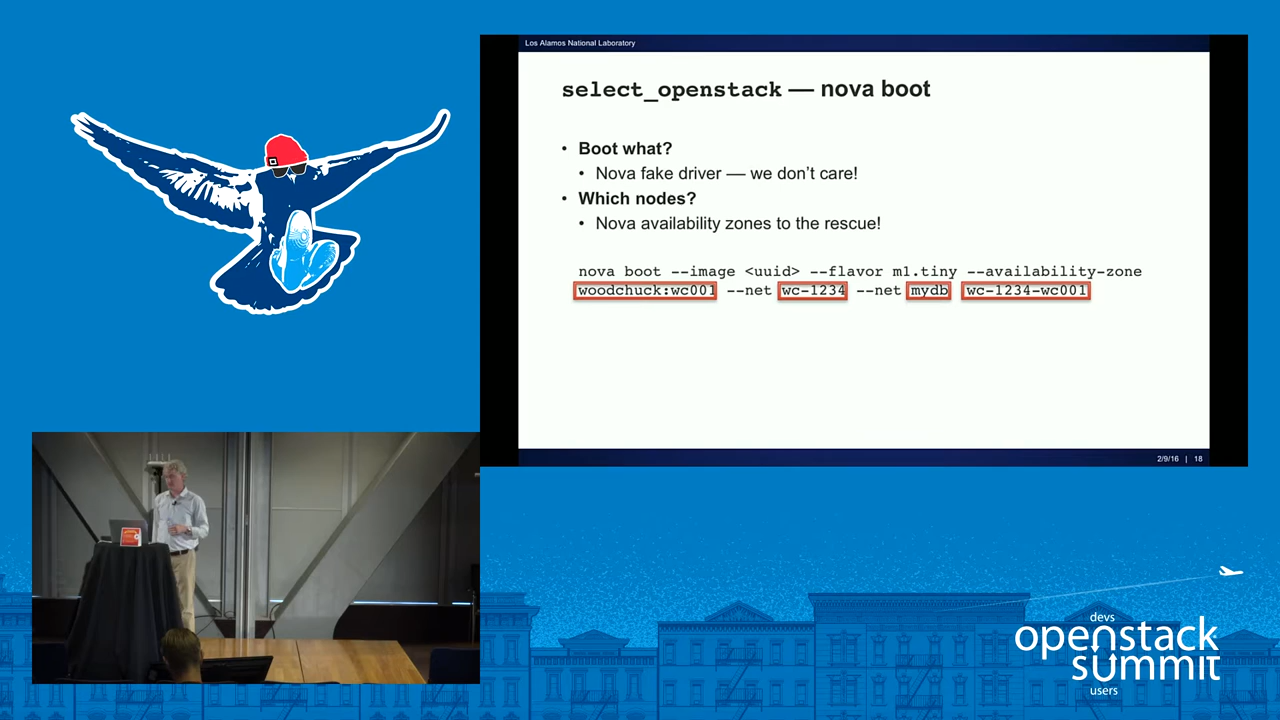 Los Alamos National Laboratory
select_openstack — nova boot
• Boot what?
• Nova fake driver — we don't care!
• Which nodes?
• Nova availability zones to the rescue!
nova boot --image <uuid> --flavor m1.tiny --availability-zone
woodchuck:wc001 --net wc-1234 --net mydb wc-1234-wc001
2/9/16 | 18
devs
openstack
summit
users